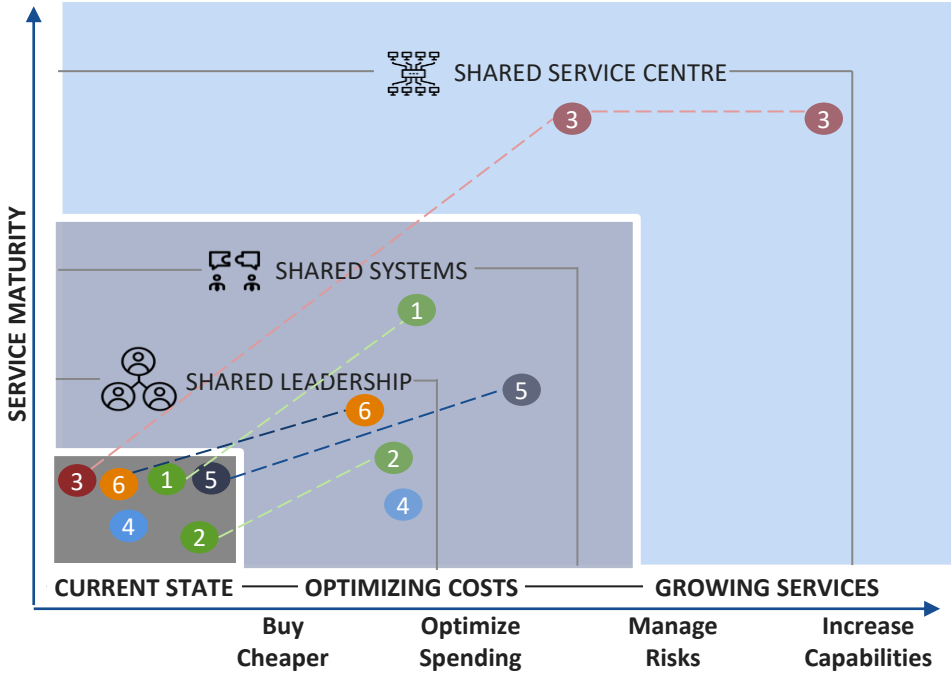 SERVICE MATURITY
SHARED SERVICE CENTRE
3
3
SHARED SYSTEMS
1
SHARED LEADERSHIP
5
6
2
3
6
1
5
4
4
2
CURRENT STATE
OPTIMIZING COSTS
GROWING SERVICES
Buy
Cheaper
Optimize
Spending
Manage
Risks
Increase
Capabilities